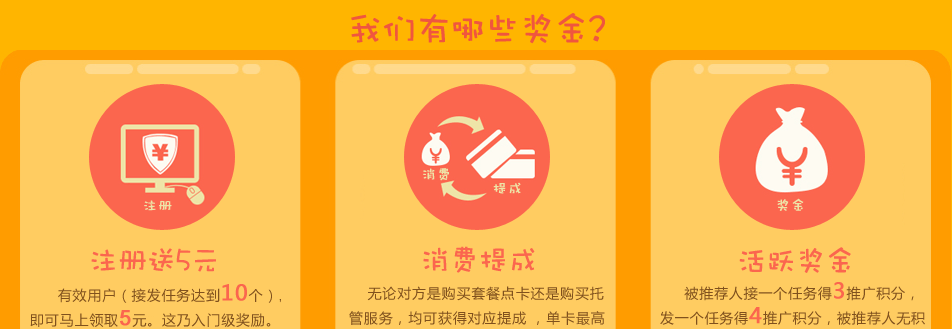 我们有哪些奖金?
¥
注册
注册送5元
有效用户（接发任务达到10个）,
即可马上领取5元。这乃入门级奖励。
¥
消费
提成
消费提成
无论对方是购买套餐点卡还是购买托
管服务，均可获得对应提成 ，单卡最高
¥
奖金
活跃奖金
被推荐人接一个任务得3推广积分，
发一个任务得4推广积分，被推荐人无积